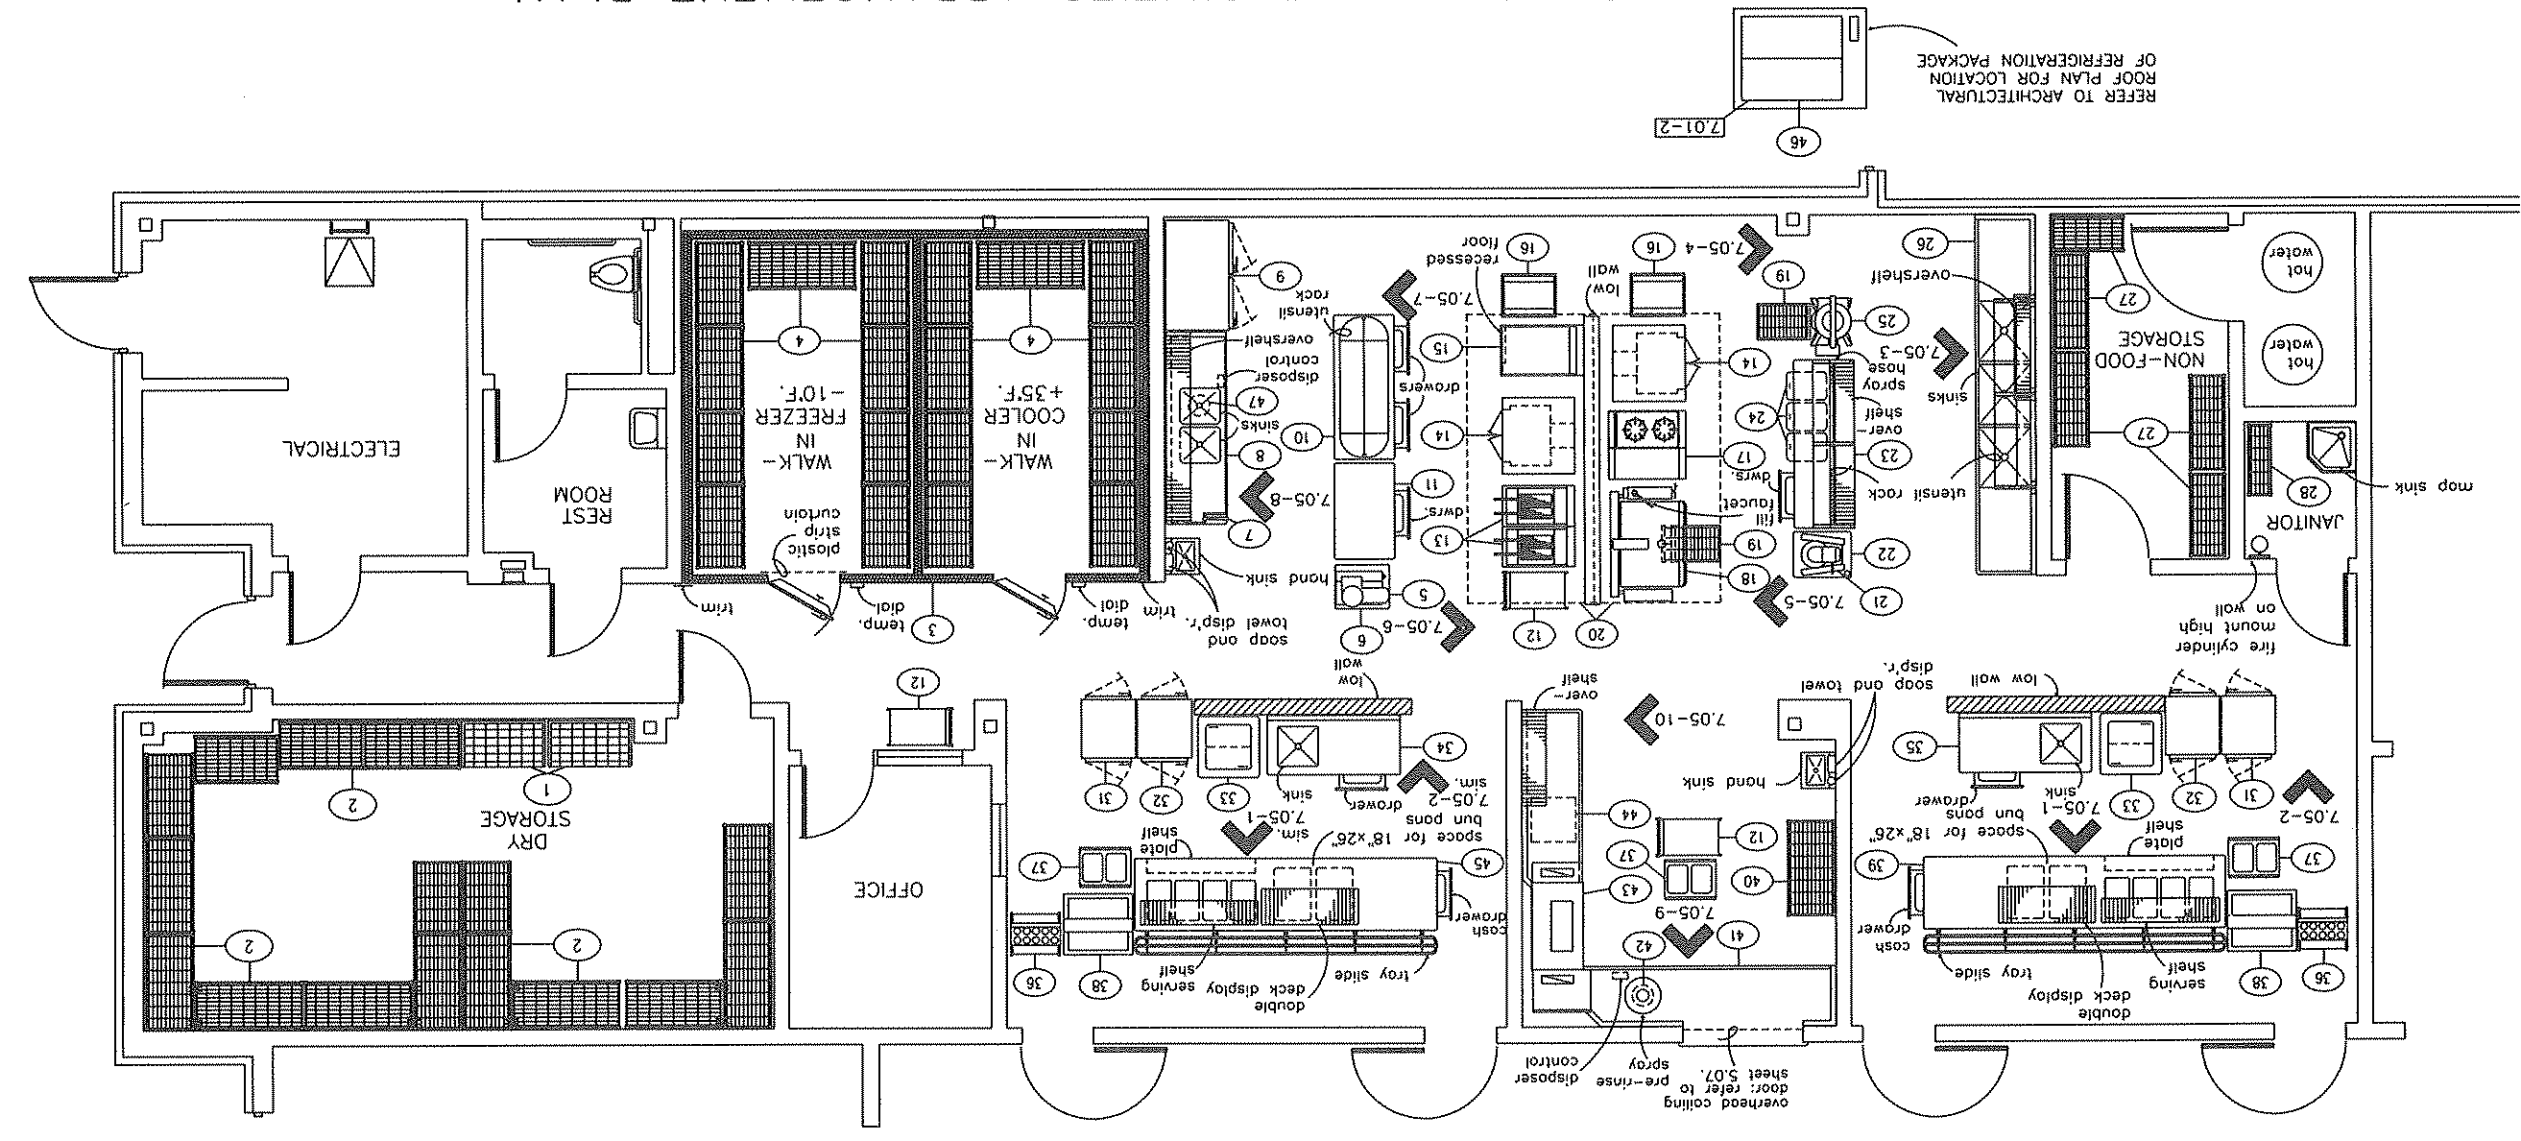 overhead coiling
door: refer to
sheet 5.07.
pre-rinse
spray
disposer
control
double
deck display
serving
shelf
tray slide
cash
drawer
36
38
37
39
plate
shelf
space for 18"x26"
bun pans
drawer
sink
7.05-1
7.05-2
31
32
33
35
low wall
soap and towel
disp'r.
hand sink
41
42
7.05-9
40
37
12
43
44
7.05-10
over-
shelf
double
deck display
serving
shelf
tray slide
cash
drawer
45
36
38
37
plate
shelf
space for 18"x26"
bun pans
drawer
sink
sim.
7.05-1
7.05-2
sim.
34
33
32
31
low
wall
OFFICE
12
DRY
STORAGE
2
2
2
1
fire cylinder
mount high
on wall
JANITOR
28
mop sink
hot
water
hot
water
NON-FOOD
STORAGE
27
27
26
overshelf
sinks
utensil rack
21
22
23
24
25
dwrs.
over-
shelf
spray
hose
7.05-3
7.05-4
7.05-5
19
16
14
17
fill
faucet
19
18
20
low
wall
12
13
14
15
16
recessed
floor
7.05-6
6
5
11
dwrs.
10
drawers
utensil
rack
7.05-7
7.05-8
soap and
towel disp'r.
hand sink
7
8
sinks
47
disposer
control
overshelf
9
trim
temp.
dial
3
temp.
dial
trim
WALK-
IN
COOLER
+35°F.
4
plastic
strip
curtain
WALK-
IN
FREEZER
-10°F.
4
REST
ROOM
ELECTRICAL
46
7.01-2
REFER TO ARCHITECTURAL
ROOF PLAN FOR LOCATION
OF REFRIGERATION PACKAGE